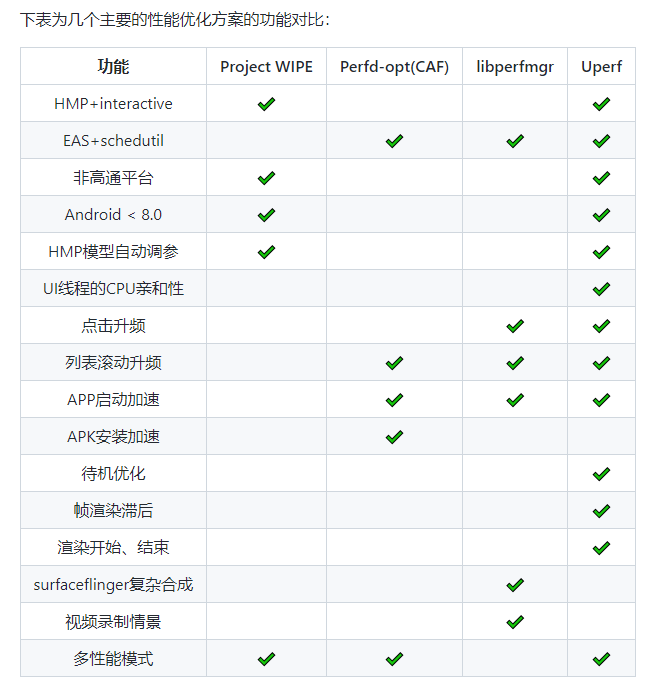 下表为几个主要的性能优化方案的功能对比：
功能 Project WIPE Perfd-opt(CAF) libperfmgr Uperf
HMP+interactive ✔ ✔
EAS+schedutil ✔ ✔ ✔
非高通平台 ✔ ✔
Android < 8.0 ✔ ✔
HMP模型自动调参 ✔ ✔
UI线程的CPU亲和性 ✔
点击升频 ✔ ✔
列表滚动升频 ✔ ✔ ✔
APP启动加速 ✔ ✔ ✔
APK安装加速 ✔
待机优化 ✔
帧渲染滞后 ✔
渲染开始、结束 ✔
surfaceflinger复杂合成 ✔
视频录制情景 ✔
多性能模式 ✔ ✔ ✔